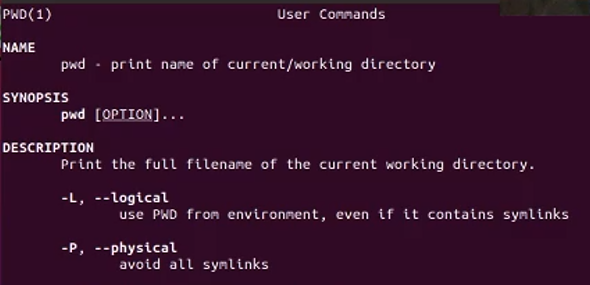 PWD(1) User Commands
NAME
pwd - print name of current/working directory
SYNOPSIS
pwd [OPTION]...
DESCRIPTION
Print the full filename of the current working directory.
-L, --logical
use PWD from environment, even if it contains symlinks
-P, --physical
avoid all symlinks